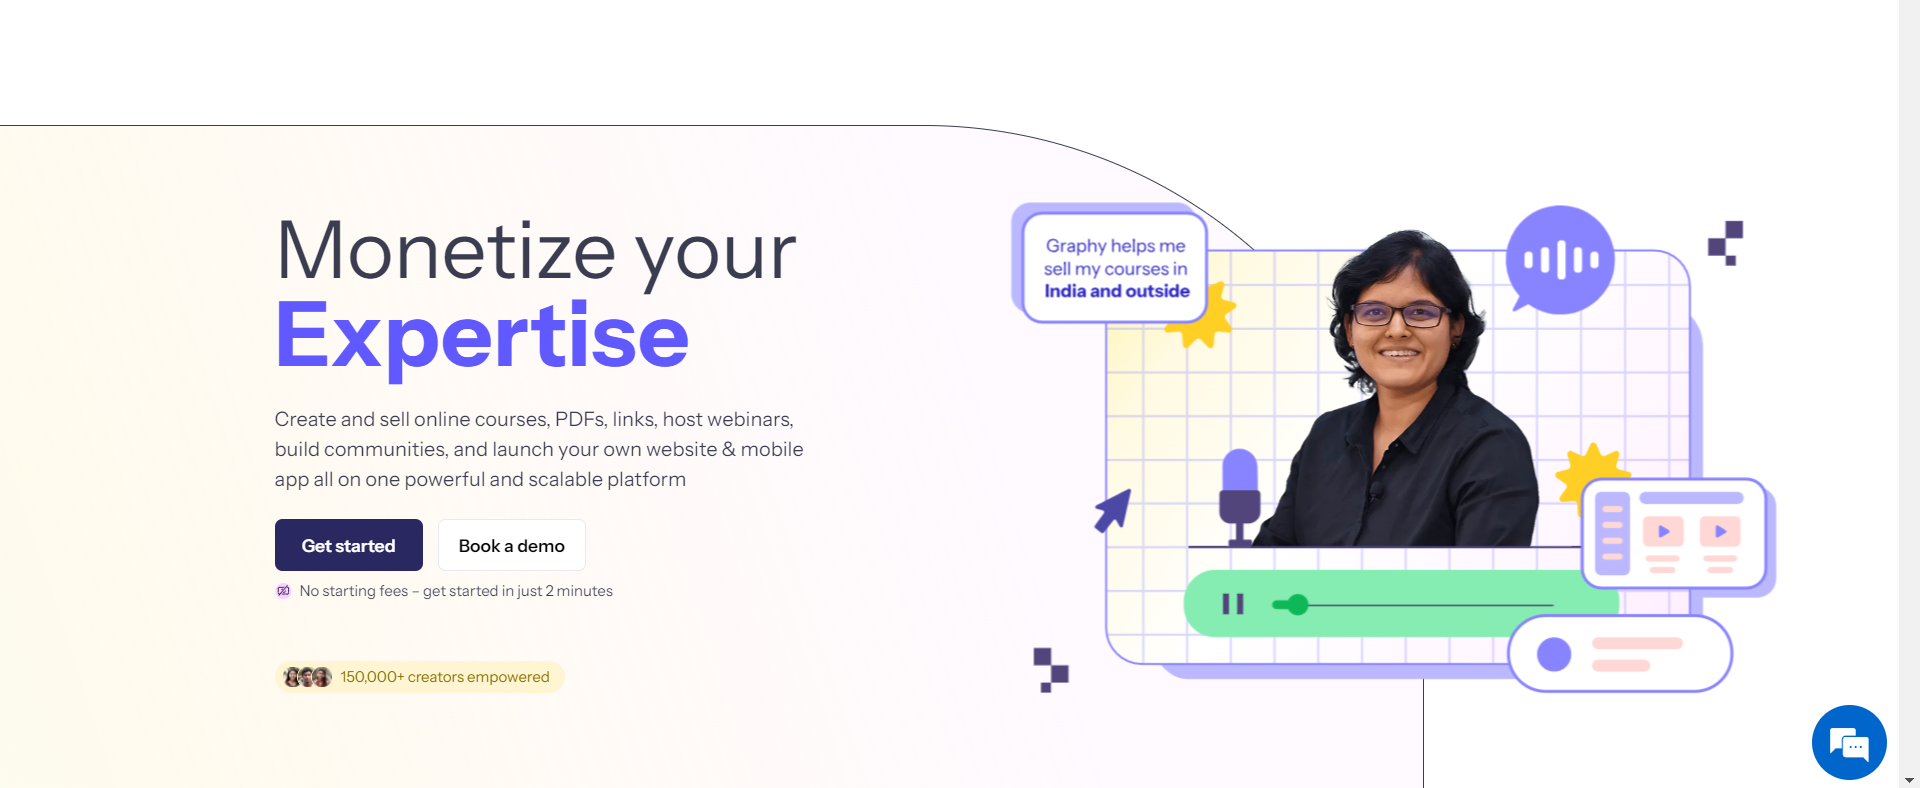 Monetize your
Expertise
Create and sell online courses, PDFs, links, host webinars,
build communities, and launch your own website & mobile
app all on one powerful and scalable platform
Get started
Book a demo
No starting fees – get started in just 2 minutes
150,000+ creators empowered
Graphy helps me
sell my courses in
India and outside